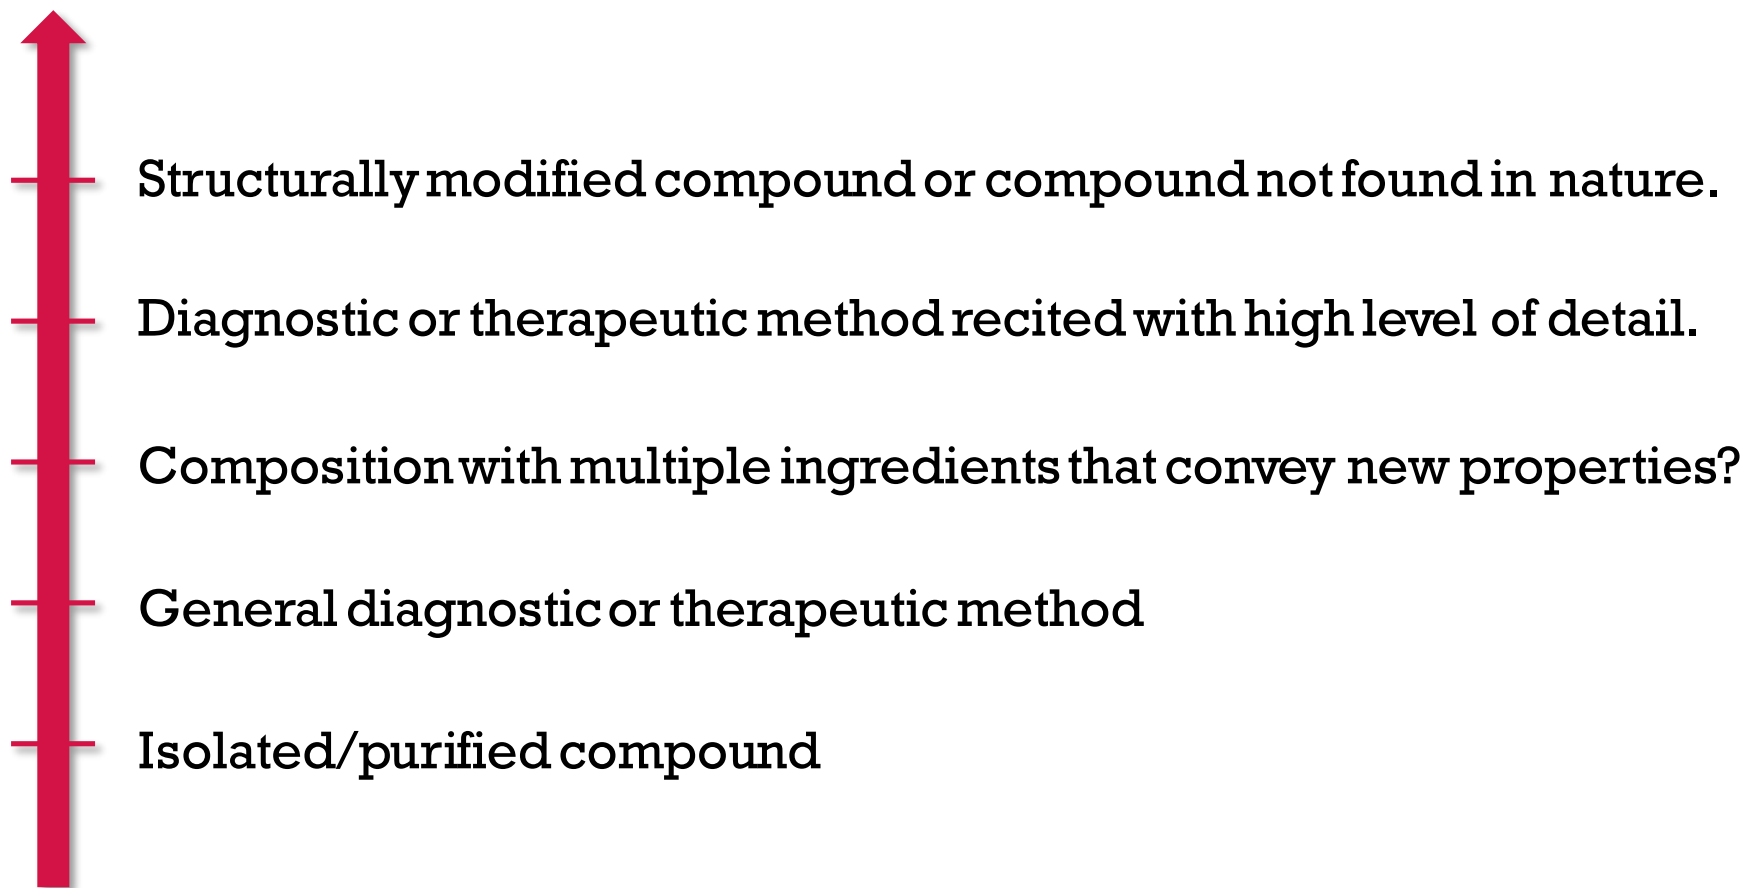 Structurally modified compound or compound not found in nature.
Diagnostic or therapeutic method recited with high level of detail.
Composition with multiple ingredients that convey new properties?
General diagnostic or therapeutic method
Isolated/purified compound